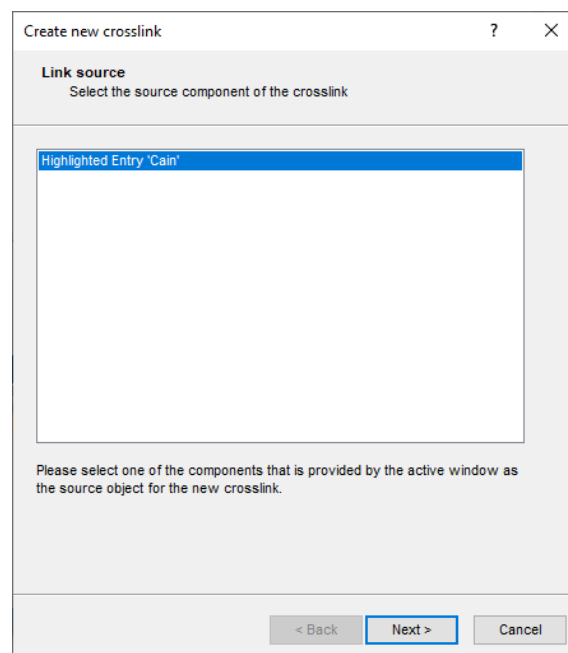 Create new crosslink ?
Link source
Select the source component of the crosslink
Highlighted Entry 'Cain'
Please select one of the components that is provided by the active window as
the source object for the new crosslink.
< Back Next > Cancel